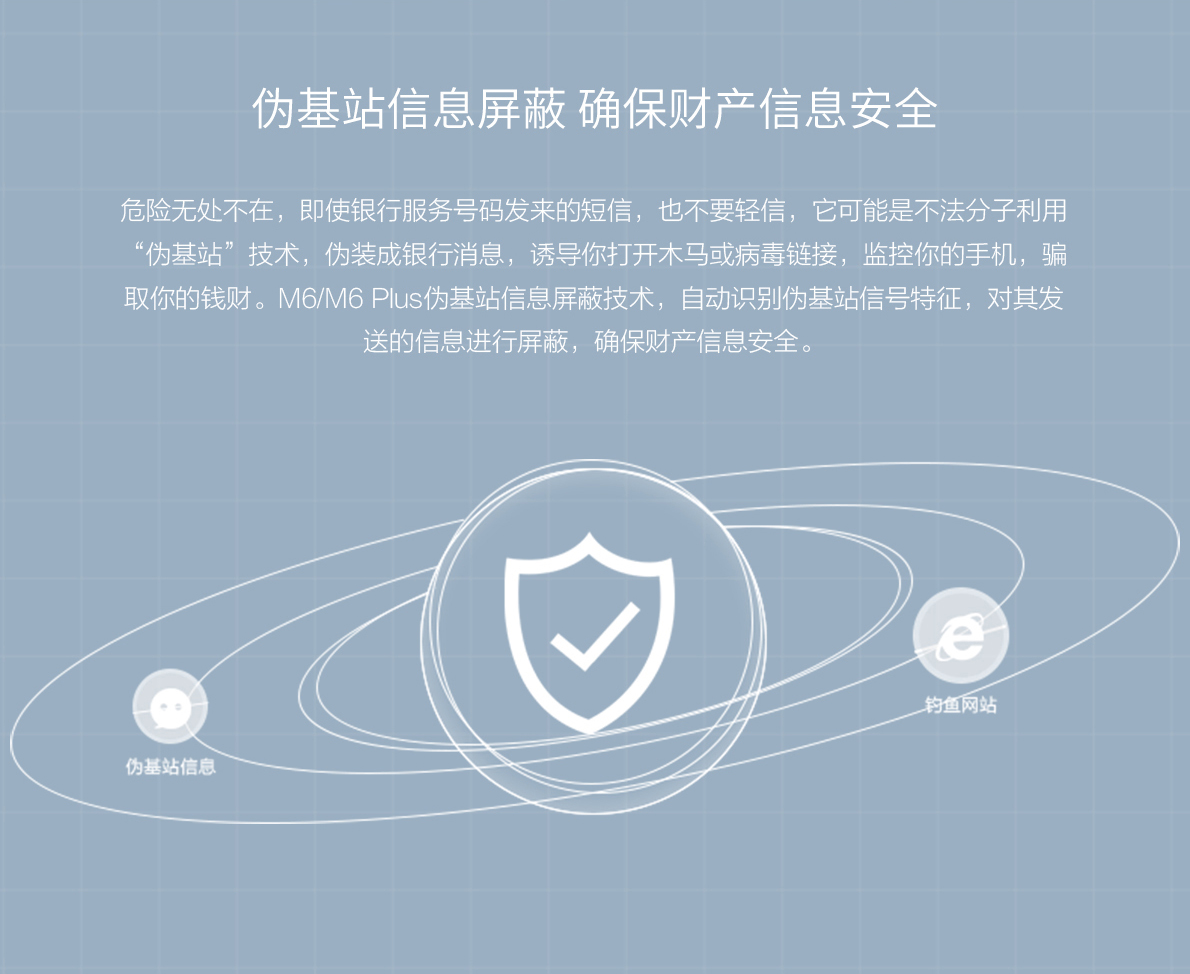 伪基站信息屏蔽 确保财产信息安全
危险无处不在，即使银行服务号码发来的短信，也不要轻信，它可能是不法分子利用
“伪基站”技术，伪装成银行消息，诱导你打开木马或病毒链接，监控你的手机，骗
取你的钱财。M6/M6 Plus伪基站信息屏蔽技术，自动识别伪基站信号特征，对其发
送的信息进行屏蔽，确保财产信息安全。
钓鱼网站
伪基站信息